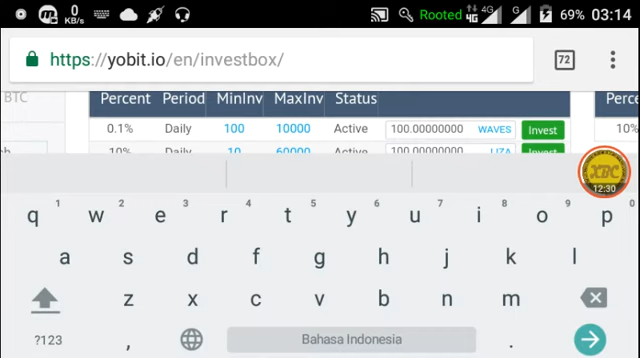 0 KB/s Rooted 4G 4G G 69% 03:14
https://yobit.io/en/investbox/ 72
BTC Percent Period MinInv MaxInv Status Perce
0.1% Daily 100 10000 Active 100.00000000 WAVES Invest 10%
10% Daily 10 60000 Active 100.00000000 LIZA Invest
XBC
12:30
q 1 w 2 e 3 r 4 t 5 y 6 u 7 i 8 o 9 p 0
a s d f g h j k l
z x c v b n m
?123 , Bahasa Indonesia .